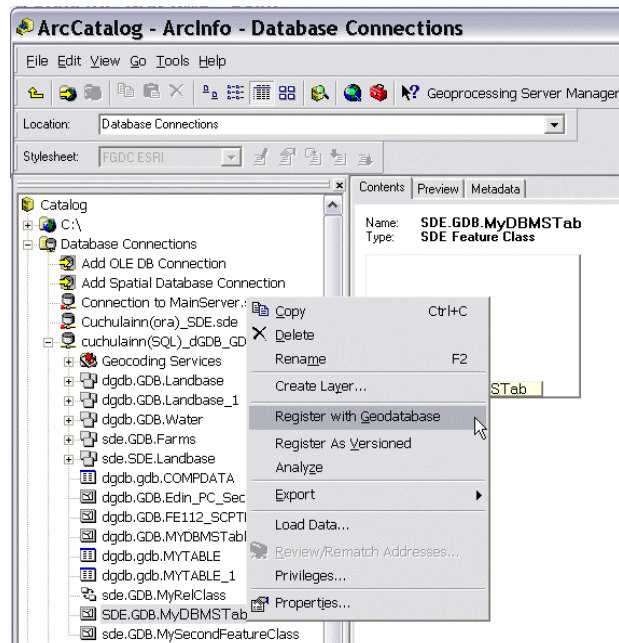 ArcCatalog - ArcInfo - Database Connections
File Edit View Go Tools Help
Geoprocessing Server Manager
Location: Database Connections
Stylesheet: FGDC ESRI
Contents Preview Metadata
Name: SDE.GDB.MyDBMSTab
Type: SDE Feature Class
Catalog
C:\
Database Connections
Add OLE DB Connection
Add Spatial Database Connection
Connection to MainServer.s
Cuchulainn(ora)_SDE.sde
cuchulainn(SQL)_dGDB_GD
Geocoding Services
dgdb.GDB.Landbase
dgdb.GDB.Landbase_1
dgdb.GDB.Water
sde.GDB.Farms
sde.SDE.Landbase
dgdb.gdb.COMPDATA
dgdb.GDB.Edin_PC_Sec
dgdb.GDB.FE112_SCPT
dgdb.GDB.MYDBMSTabl
dgdb.gdb.MYTABLE
dgdb.gdb.MYTABLE_1
sde.GDB.MyRelClass
SDE.GDB.MyDBMSTab
sde.GDB.MySecondFeatureClass
Copy Ctrl+C
Delete
Rename F2
Create Layer...
STab
Register with Geodatabase
Register As Versioned
Analyze
Export
Load Data...
Review/Rematch Addresses...
Privileges...
Properties...